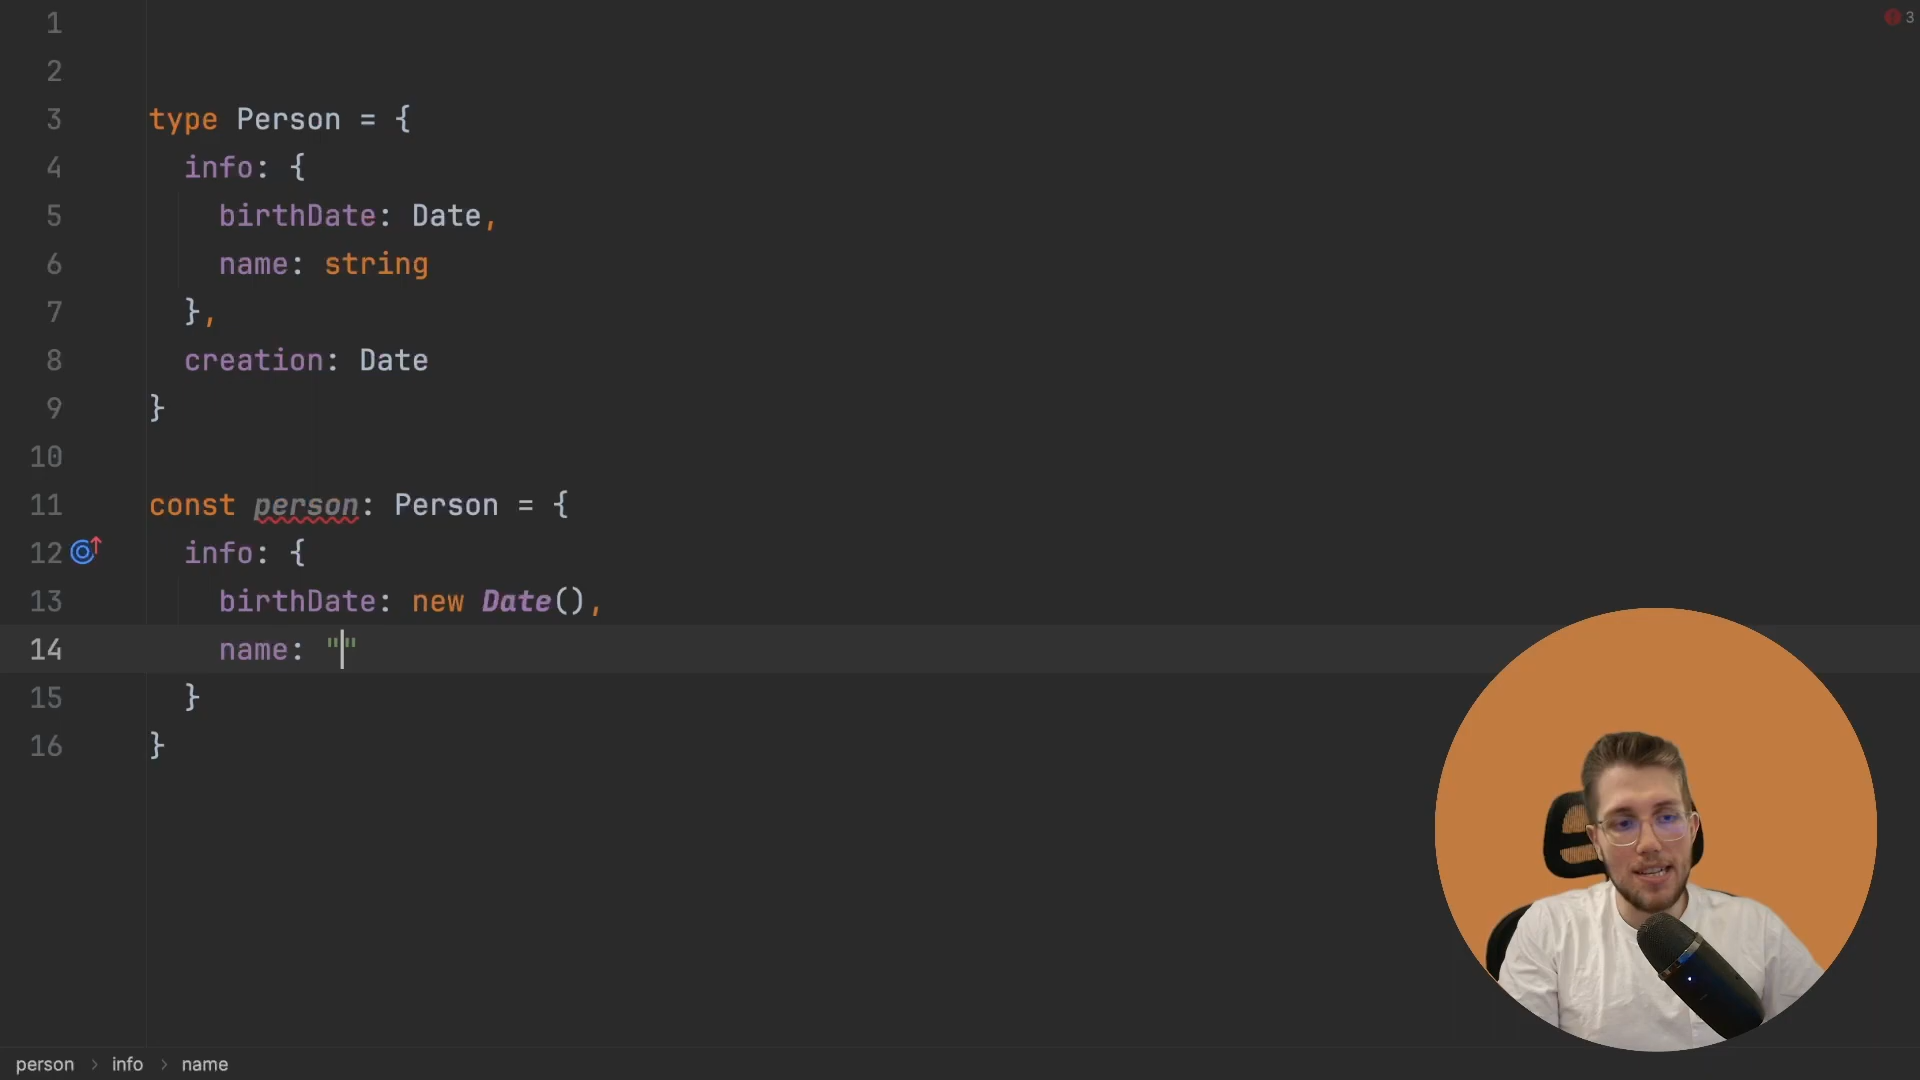 1
3
2
3 type Person = {
4 info: {
5 birthDate: Date,
6 name: string
7 },
8 creation: Date
9 }
10
11 const person: Person = {
12 info: {
13 birthDate: new Date(),
14 name: ""
15 }
16 }
person > info > name